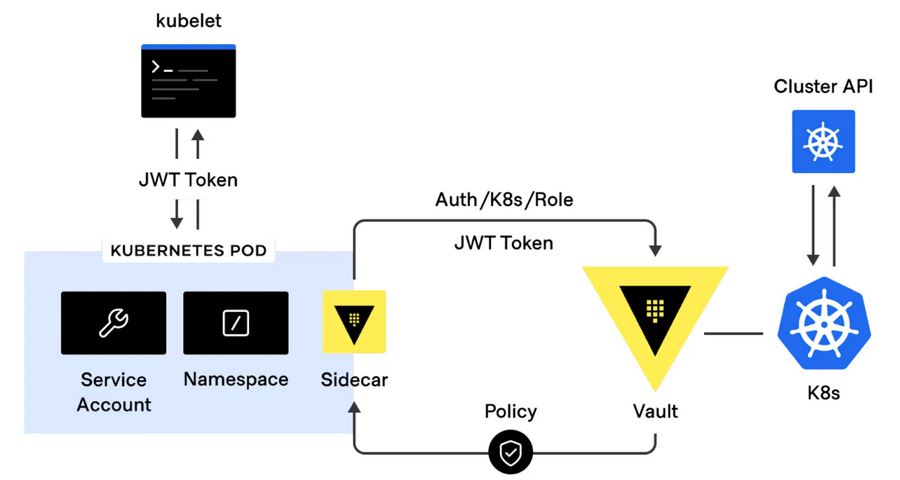 kubelet
Cluster API
JWT Token
Auth/K8s/Role
JWT Token
KUBERNETES POD
Service
Account
Namespace
Sidecar
Policy
Vault
K8s